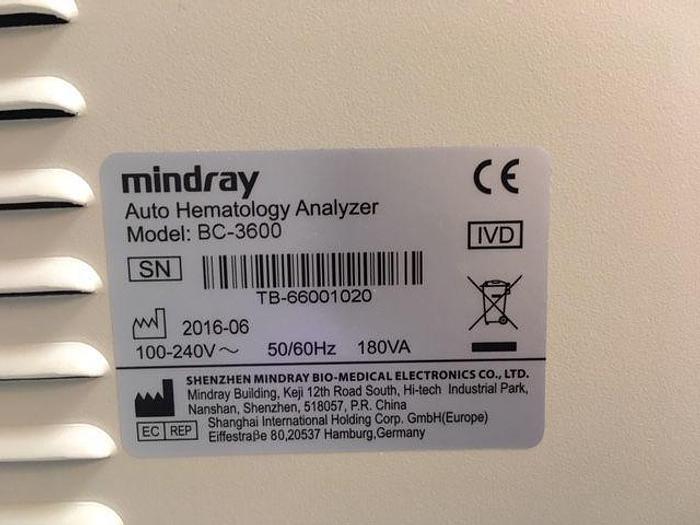 mindray
CE
Auto Hematology Analyzer
Model: BC-3600
IVD
SN
TB-66001020
2016-06
100-240V～ 50/60Hz 180VA
SHENZHEN MINDRAY BIO-MEDICAL ELECTRONICS CO., LTD.
Mindray Building, Keji 12th Road South, Hi-tech Industrial Park,
Nanshan, Shenzhen, 518057, P.R. China
EC REP
Shanghai International Holding Corp. GmbH(Europe)
Eiffestraβe 80,20537 Hamburg,Germany